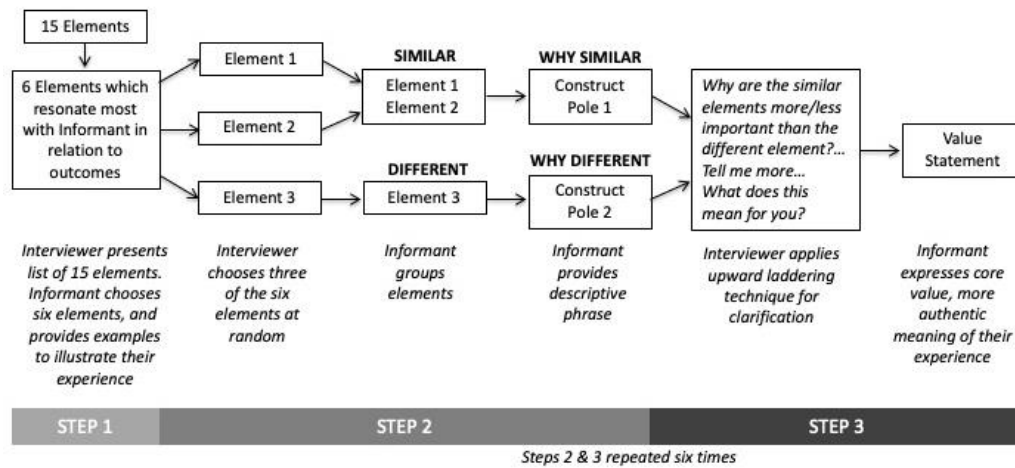 15 Elements
6 Elements which
resonate most
with Informant in
relation to
outcomes
Element 1
Element 2
Element 3
SIMILAR
Element 1
Element 2
DIFFERENT
Element 3
WHY SIMILAR
Construct
Pole 1
WHY DIFFERENT
Construct
Pole 2
Why are the similar
elements more/less
important than the
different element?...
Tell me more...
What does this
mean for you?
Value
Statement
Interviewer presents
list of 15 elements.
Informant chooses
six elements, and
provides examples
to illustrate their
experience
Interviewer
chooses three
of the six
elements at
random
Informant
groups
elements
Informant
provides
descriptive
phrase
Interviewer applies
upward laddering
technique for
clarification
Informant
expresses core
value, more
authentic
meaning of their
experience
STEP 1
STEP 2
STEP 3
Steps 2 & 3 repeated six times